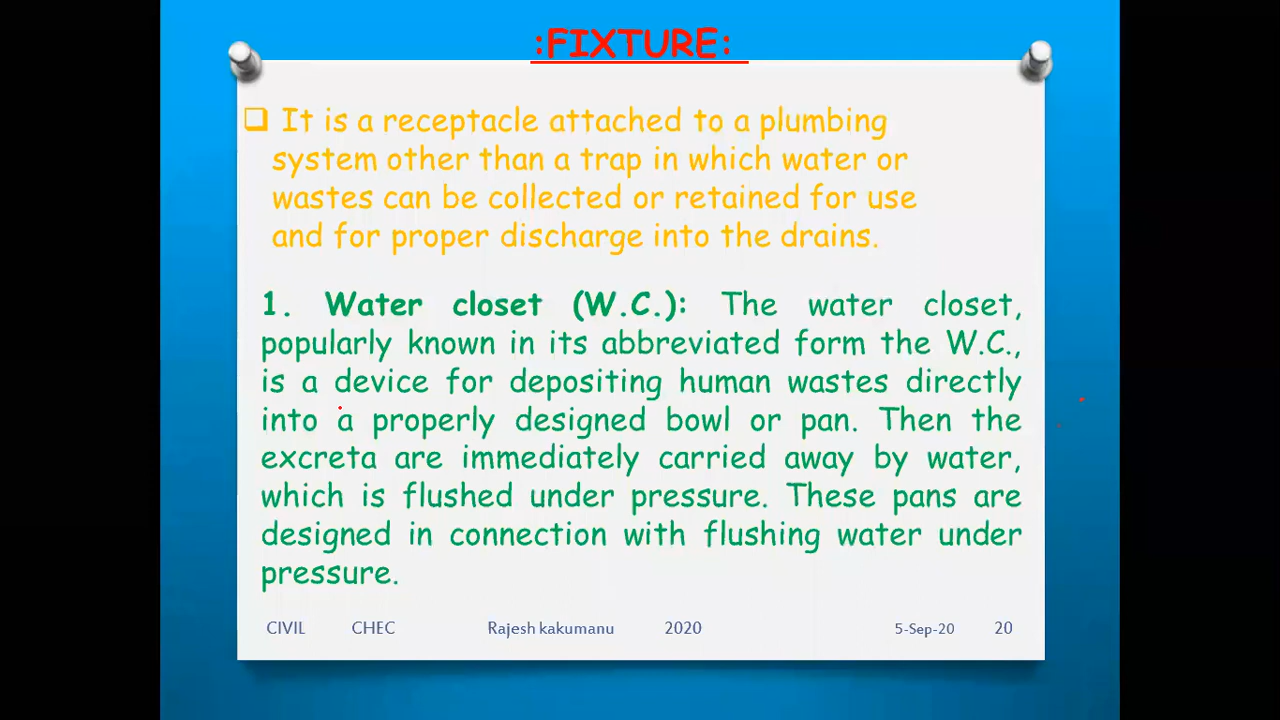 :FIXTURE:
❑ It is a receptacle attached to a plumbing
system other than a trap in which water or
wastes can be collected or retained for use
and for proper discharge into the drains.
1. Water closet (W.C.): The water closet,
popularly known in its abbreviated form the W.C.,
is a device for depositing human wastes directly
into a properly designed bowl or pan. Then the
excreta are immediately carried away by water,
which is flushed under pressure. These pans are
designed in connection with flushing water under
pressure.
CIVIL CHEC Rajesh kakumanu 2020 5-Sep-20 20